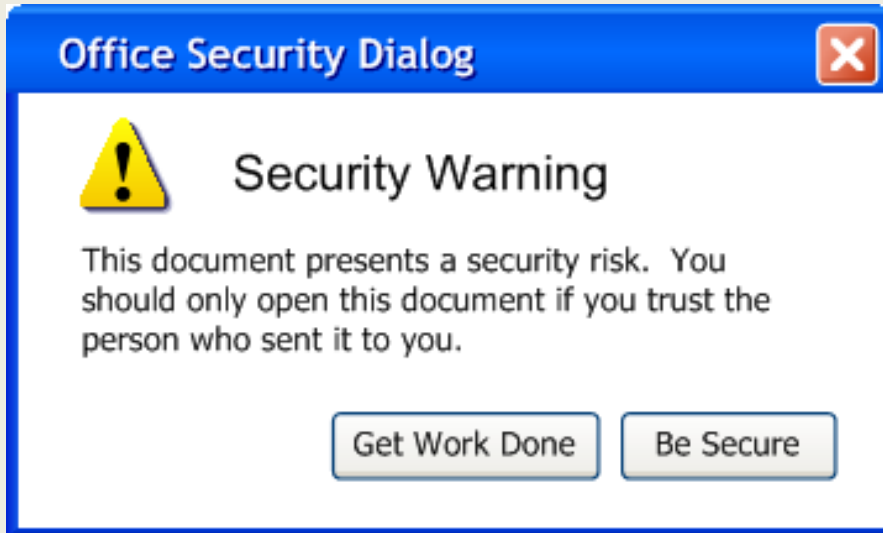 Office Security Dialog
Security Warning
This document presents a security risk.  You
should only open this document if you trust the
person who sent it to you.
Get Work Done
Be Secure